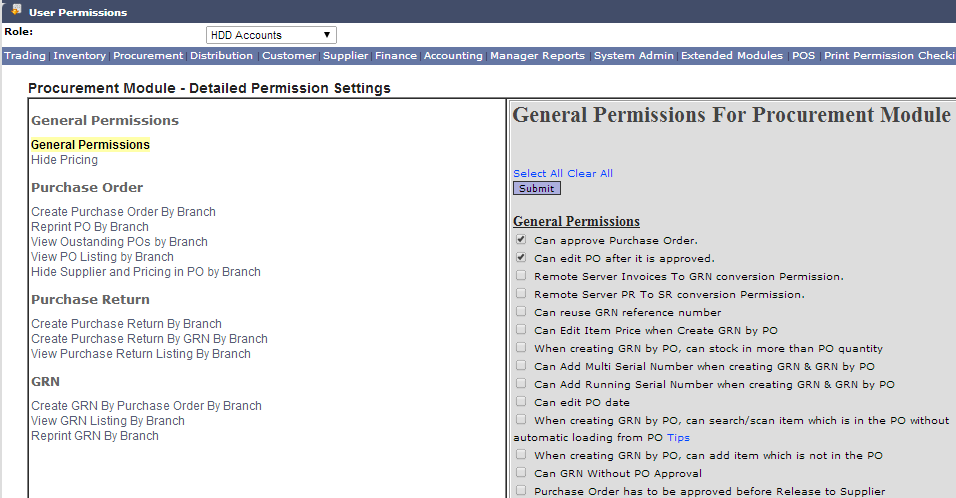 User Permissions
Role:
HDD Accounts
Trading | Inventory | Procurement | Distribution | Customer | Supplier | Finance | Accounting | Manager Reports | System Admin | Extended Modules | POS | Print Permission Checki
Procurement Module - Detailed Permission Settings
General Permissions
General Permissions
Hide Pricing
Purchase Order
Create Purchase Order By Branch
Reprint PO By Branch
View Oustanding POs by Branch
View PO Listing by Branch
Hide Supplier and Pricing in PO by Branch
Purchase Return
Create Purchase Return By Branch
Create Purchase Return By GRN By Branch
View Purchase Return Listing By Branch
GRN
Create GRN By Purchase Order By Branch
View GRN Listing By Branch
Reprint GRN By Branch
General Permissions For Procurement Module
Select All Clear All
Submit
General Permissions
Can approve Purchase Order.
Can edit PO after it is approved.
Remote Server Invoices To GRN conversion Permission.
Remote Server PR To SR conversion Permission.
Can reuse GRN reference number
Can Edit Item Price when Create GRN by PO
When creating GRN by PO, can stock in more than PO quantity
Can Add Multi Serial Number when creating GRN & GRN by PO
Can Add Running Serial Number when creating GRN & GRN by PO
Can edit PO date
When creating GRN by PO, can search/scan item which is in the PO without
automatic loading from PO Tips
When creating GRN by PO, can add item which is not in the PO
Can GRN Without PO Approval
Purchase Order has to be approved before Release to Supplier